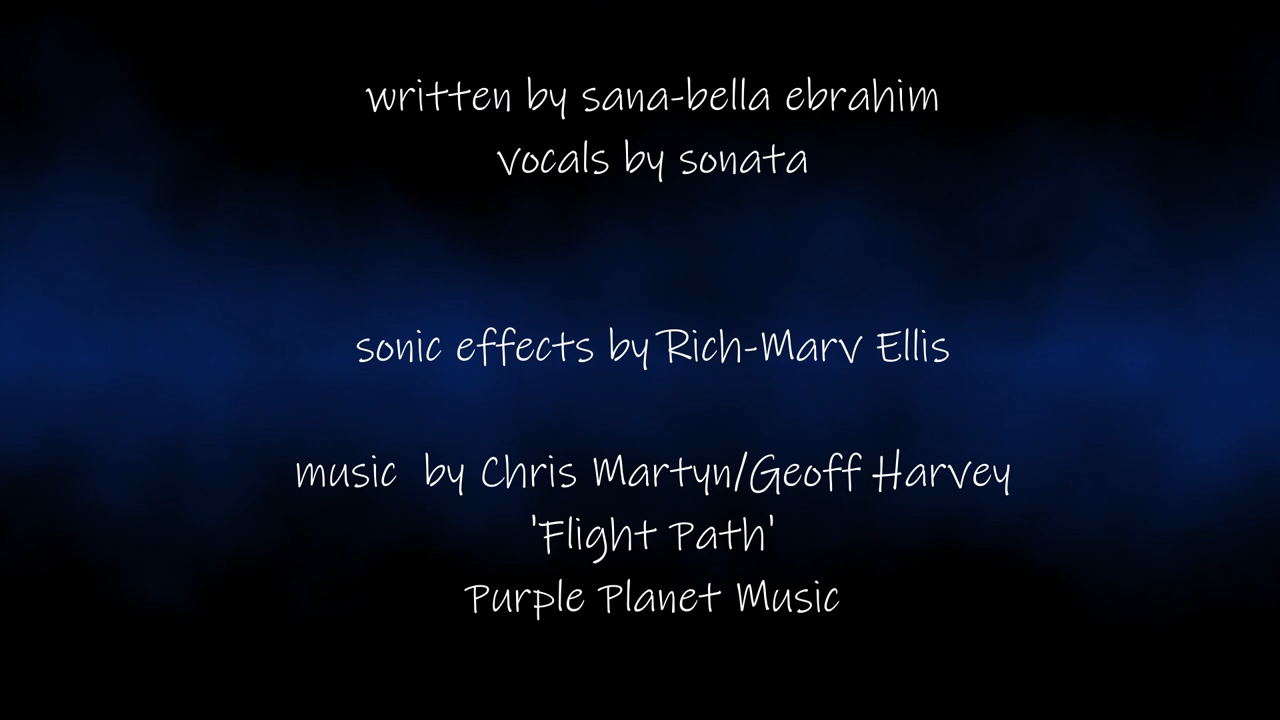 written by sana-bella ebrahim
vocals by sonata
sonic effects by Rich-Marv Ellis
music by Chris Martyn/Geoff Harvey
'Flight Path'
Purple Planet Music